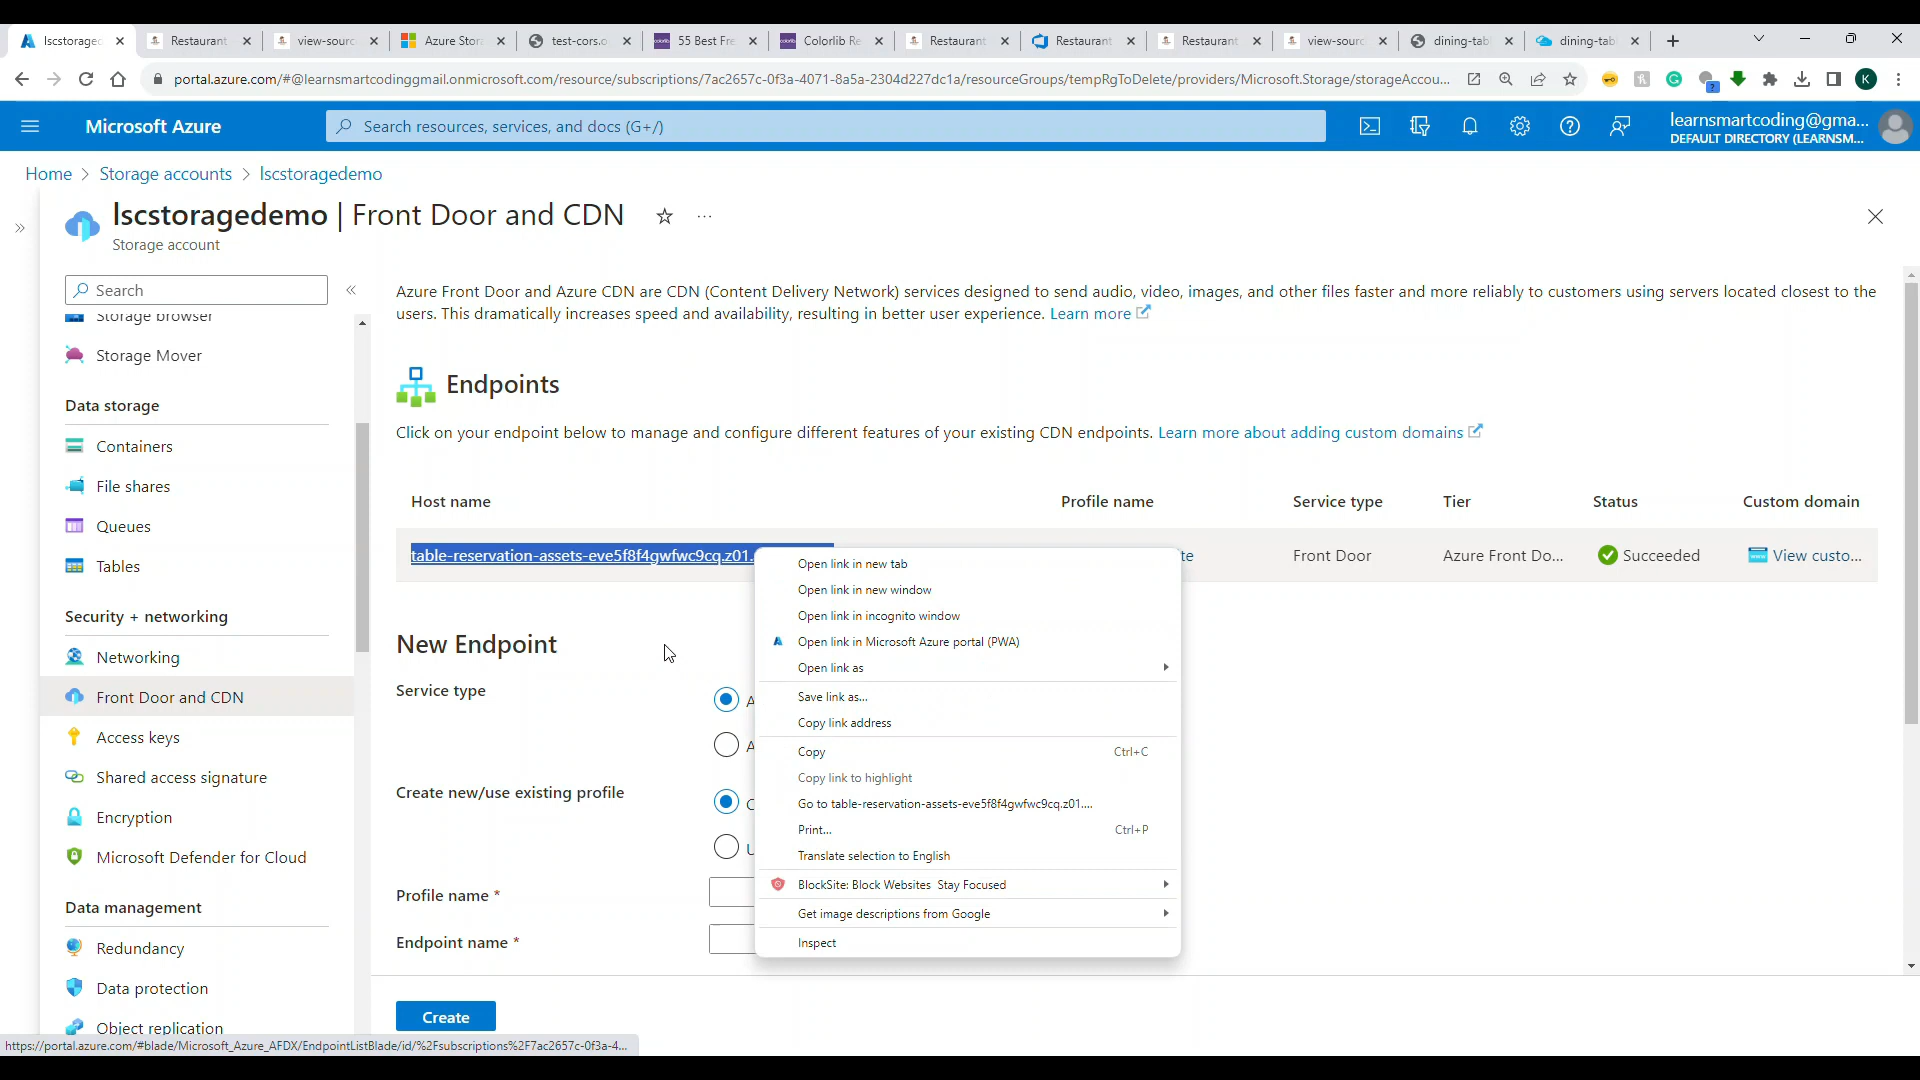 lscstorage
Restaurant
view-sourc
Azure Stor
test-cors.o
55 Best Fre
Colorlib Re
Restaurant
Restaurant
Restaurant
view-sourc
dining-tab
dining-tab
portal.azure.com/#@learnsmartcodinggmail.onmicrosoft.com/resource/subscriptions/7ac2657c-0f3a-4071-8a5a-2304d227dc1a/resourceGroups/tempRgToDelete/providers/Microsoft.Storage/storageAccou...
K
Microsoft Azure
Search resources, services, and docs (G+/)
learnsmartcoding@gma...
DEFAULT DIRECTORY (LEARNSM...
Home > Storage accounts > lscstoragedemo
lscstoragedemo | Front Door and CDN
Storage account
Search
Storage browser
Storage Mover
Data storage
Containers
File shares
Queues
Tables
Security + networking
Networking
Front Door and CDN
Access keys
Shared access signature
Encryption
Microsoft Defender for Cloud
Data management
Redundancy
Data protection
Object replication
Azure Front Door and Azure CDN are CDN (Content Delivery Network) services designed to send audio, video, images, and other files faster and more reliably to customers using servers located closest to the
users. This dramatically increases speed and availability, resulting in better user experience. Learn more
Endpoints
Click on your endpoint below to manage and configure different features of your existing CDN endpoints. Learn more about adding custom domains
Host name Profile name Service type Tier Status Custom domain
table-reservation-assets-eve5f8f4gwfwc9cq.z01. te Front Door Azure Front Do... Succeeded View custo...
New Endpoint
Service type
A
A
Create new/use existing profile
Profile name *
Endpoint name *
Create
Open link in new tab
Open link in new window
Open link in incognito window
Open link in Microsoft Azure portal (PWA)
Open link as
Save link as...
Copy link address
Copy Ctrl+C
Copy link to highlight
Go to table-reservation-assets-eve5f8f4gwfwc9cq.z01....
Print... Ctrl+P
Translate selection to English
BlockSite: Block Websites Stay Focused
Get image descriptions from Google
Inspect
https://portal.azure.com/#blade/Microsoft_Azure_AFDX/EndpointListBlade/id/%2Fsubscriptions%2F7ac2657c-0f3a-4...